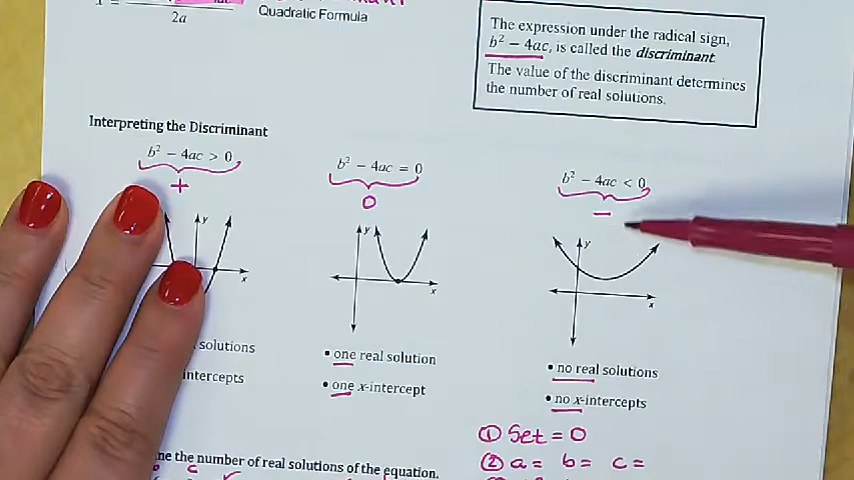 2a
Quadratic Formula
The expression under the radical sign,
b² − 4ac, is called the discriminant.
The value of the discriminant determines
the number of real solutions.
Interpreting the Discriminant
b² − 4ac > 0
+
y
x
solutions
intercepts
b² − 4ac = 0
0
y
x
• one real solution
• one x-intercept
b² − 4ac < 0
−
y
x
• no real solutions
• no x-intercepts
① Set = 0
② a= b= c=
the number of real solutions of the equation.
c